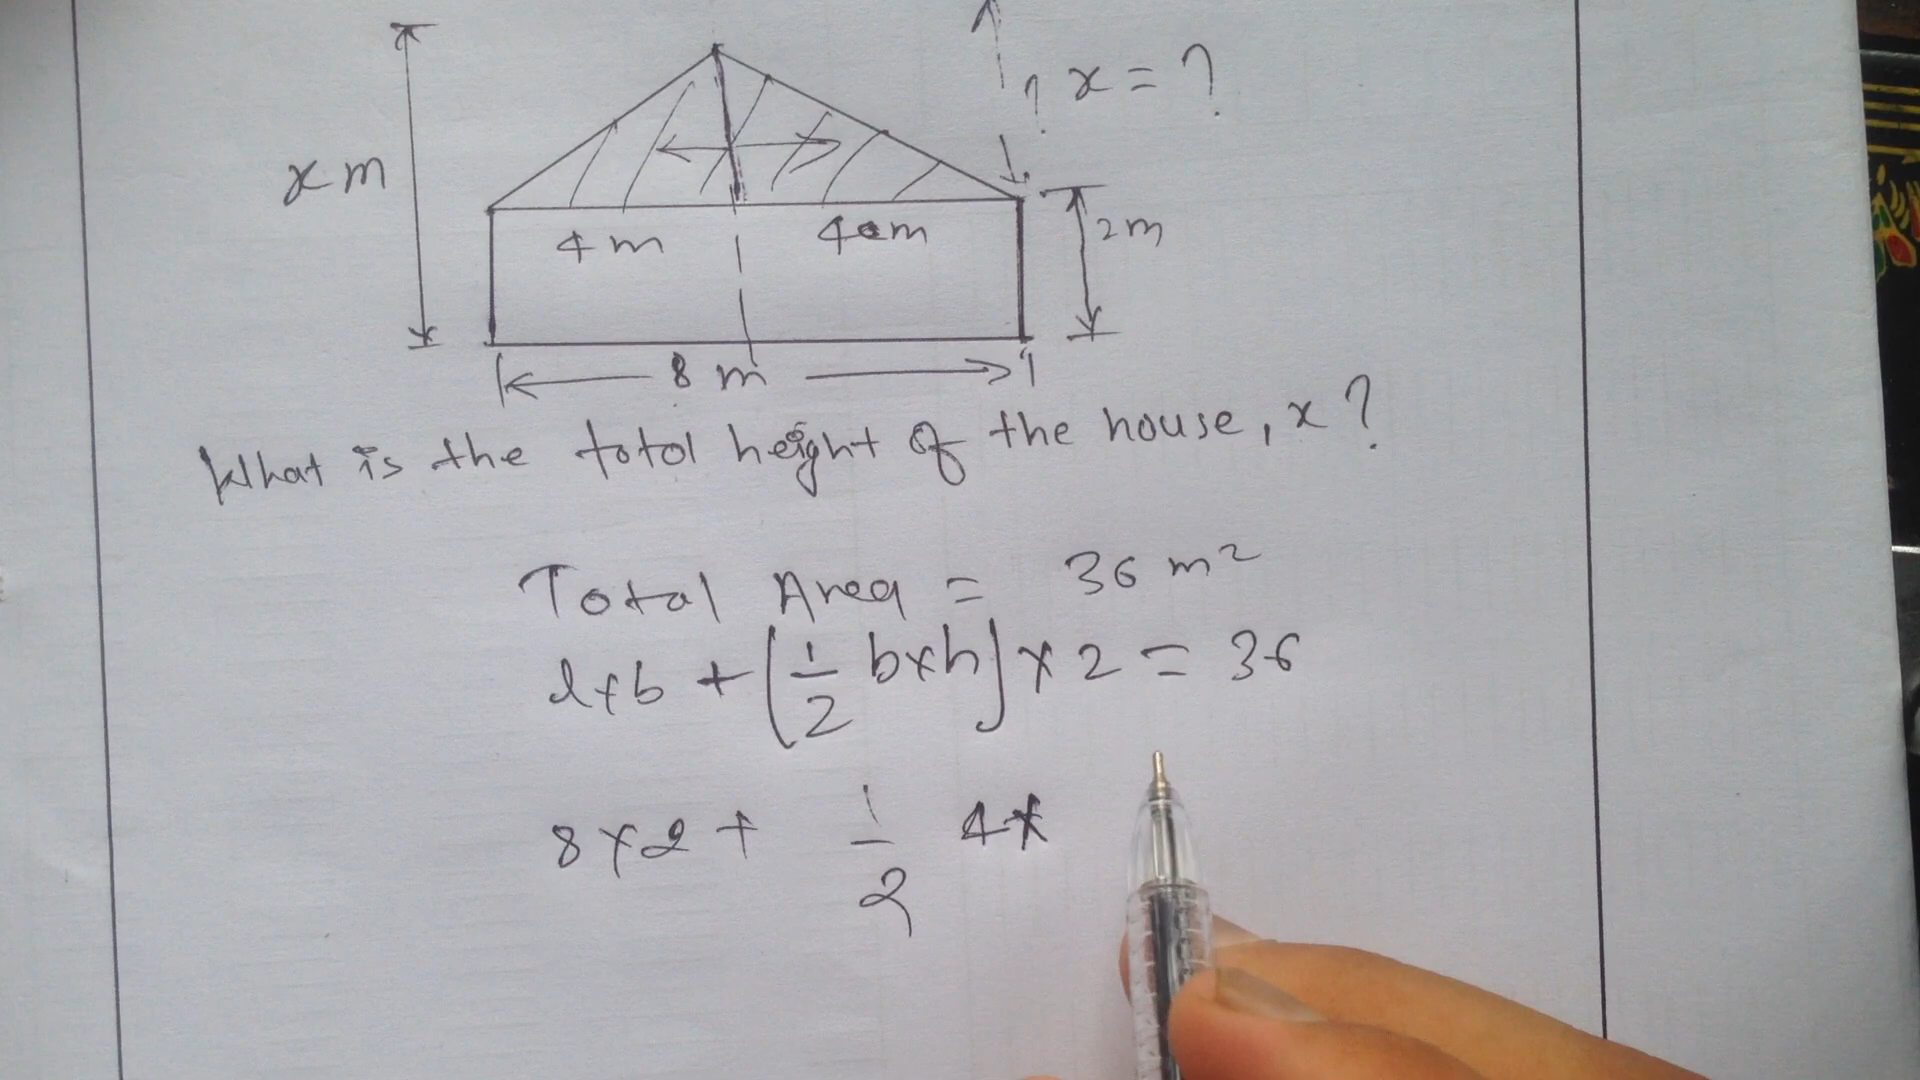 x m
? x = ?
4 m 4 m
2 m
8 m
What is the total height of the house, x?
Total Area = 36 m²
l×b + (1/2 b×h) × 2 = 36
8×2 + 1/2 4×